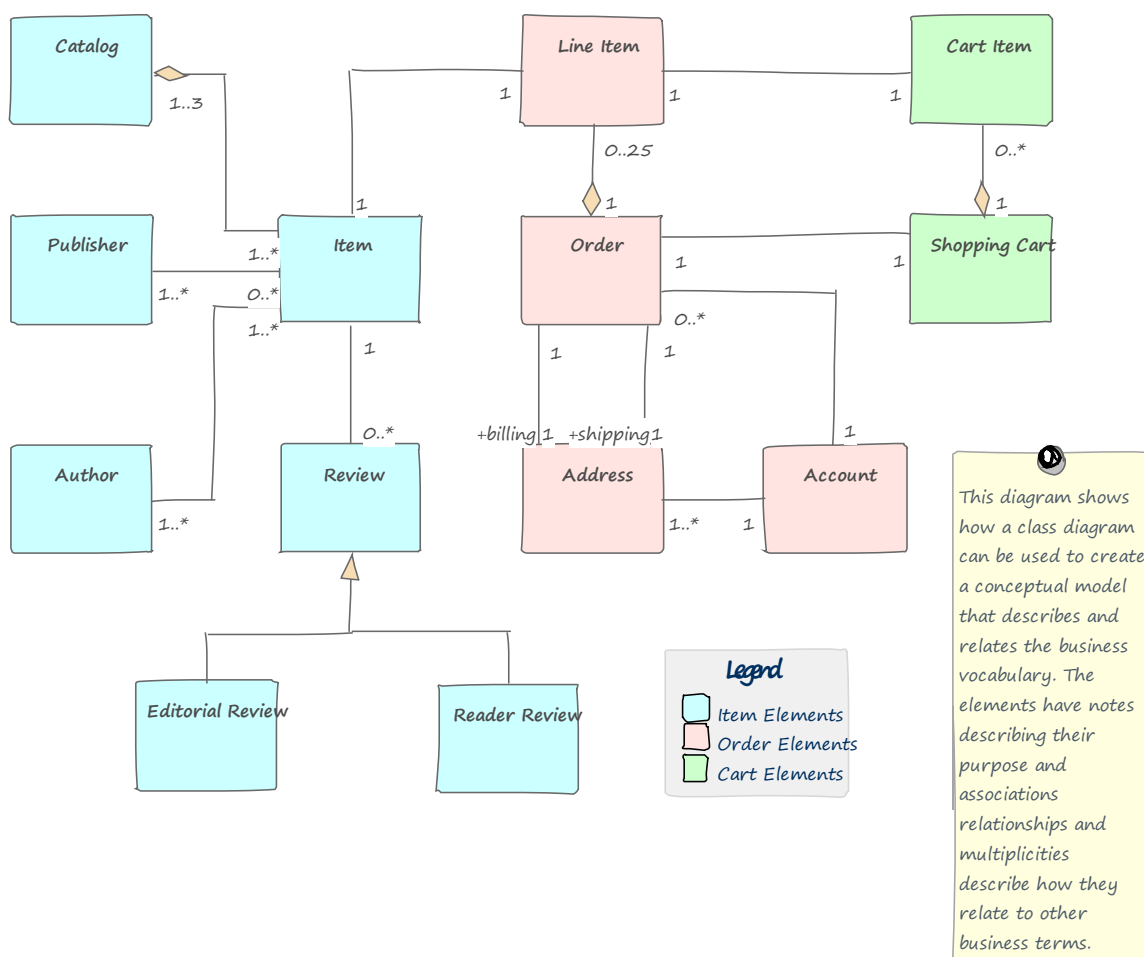 Catalog
Line Item
Cart Item
1..3
1
1
1
0..25
0..*
1
1
1
Publisher
Item
Order
Shopping Cart
1..*
1
1
1..*
0..*
0..*
1..*
1
1
1
0..*
+billing
1
+shipping
1
1
Author
Review
Address
Account
1..*
1..*
1
This diagram shows
how a class diagram
can be used to create
a conceptual model
that describes and
relates the business
vocabulary. The
elements have notes
describing their
purpose and
associations
relationships and
multiplicities
describe how they
relate to other
business terms.
Editorial Review
Reader Review
Legend
Item Elements
Order Elements
Cart Elements